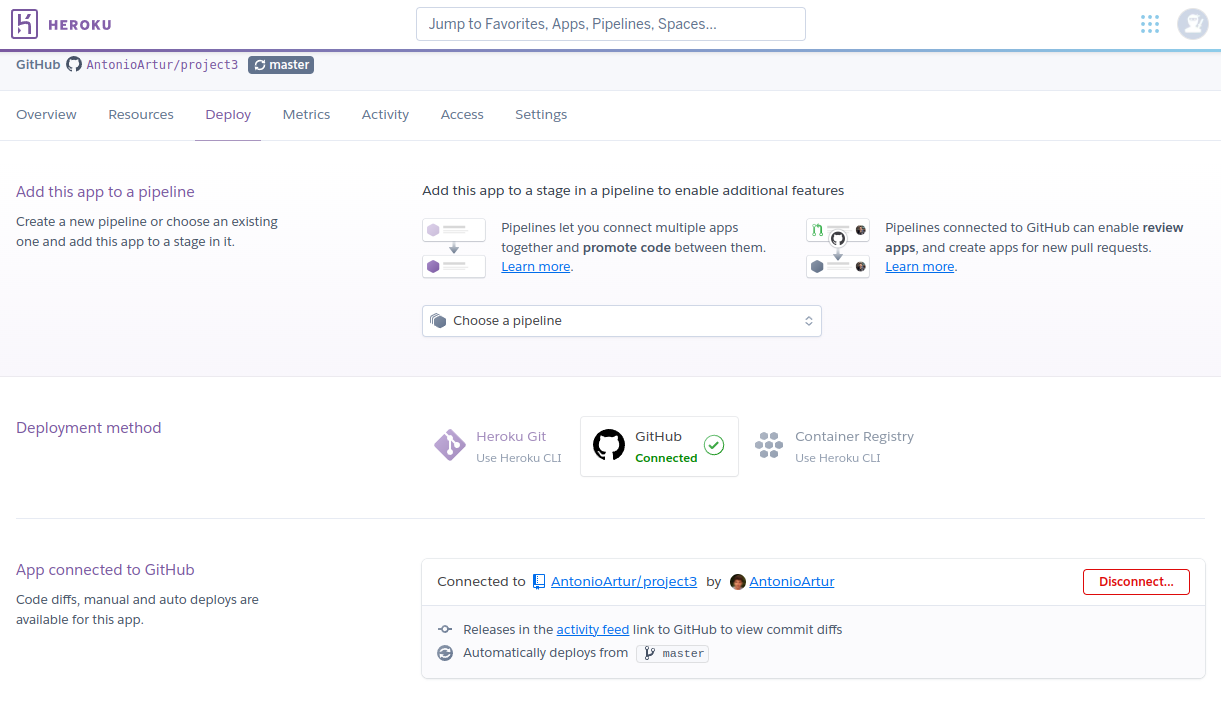 HEROKU
Jump to Favorites, Apps, Pipelines, Spaces...
GitHub AntonioArtur/project3 master
Overview Resources Deploy Metrics Activity Access Settings
Add this app to a pipeline
Create a new pipeline or choose an existing
one and add this app to a stage in it.
Add this app to a stage in a pipeline to enable additional features
Pipelines let you connect multiple apps
together and promote code between them.
Learn more.
Pipelines connected to GitHub can enable review
apps, and create apps for new pull requests.
Learn more.
Choose a pipeline
Deployment method
Heroku Git
Use Heroku CLI
GitHub
Connected
Container Registry
Use Heroku CLI
App connected to GitHub
Code diffs, manual and auto deploys are
available for this app.
Connected to AntonioArtur/project3 by AntonioArtur
Disconnect...
Releases in the activity feed link to GitHub to view commit diffs
Automatically deploys from master